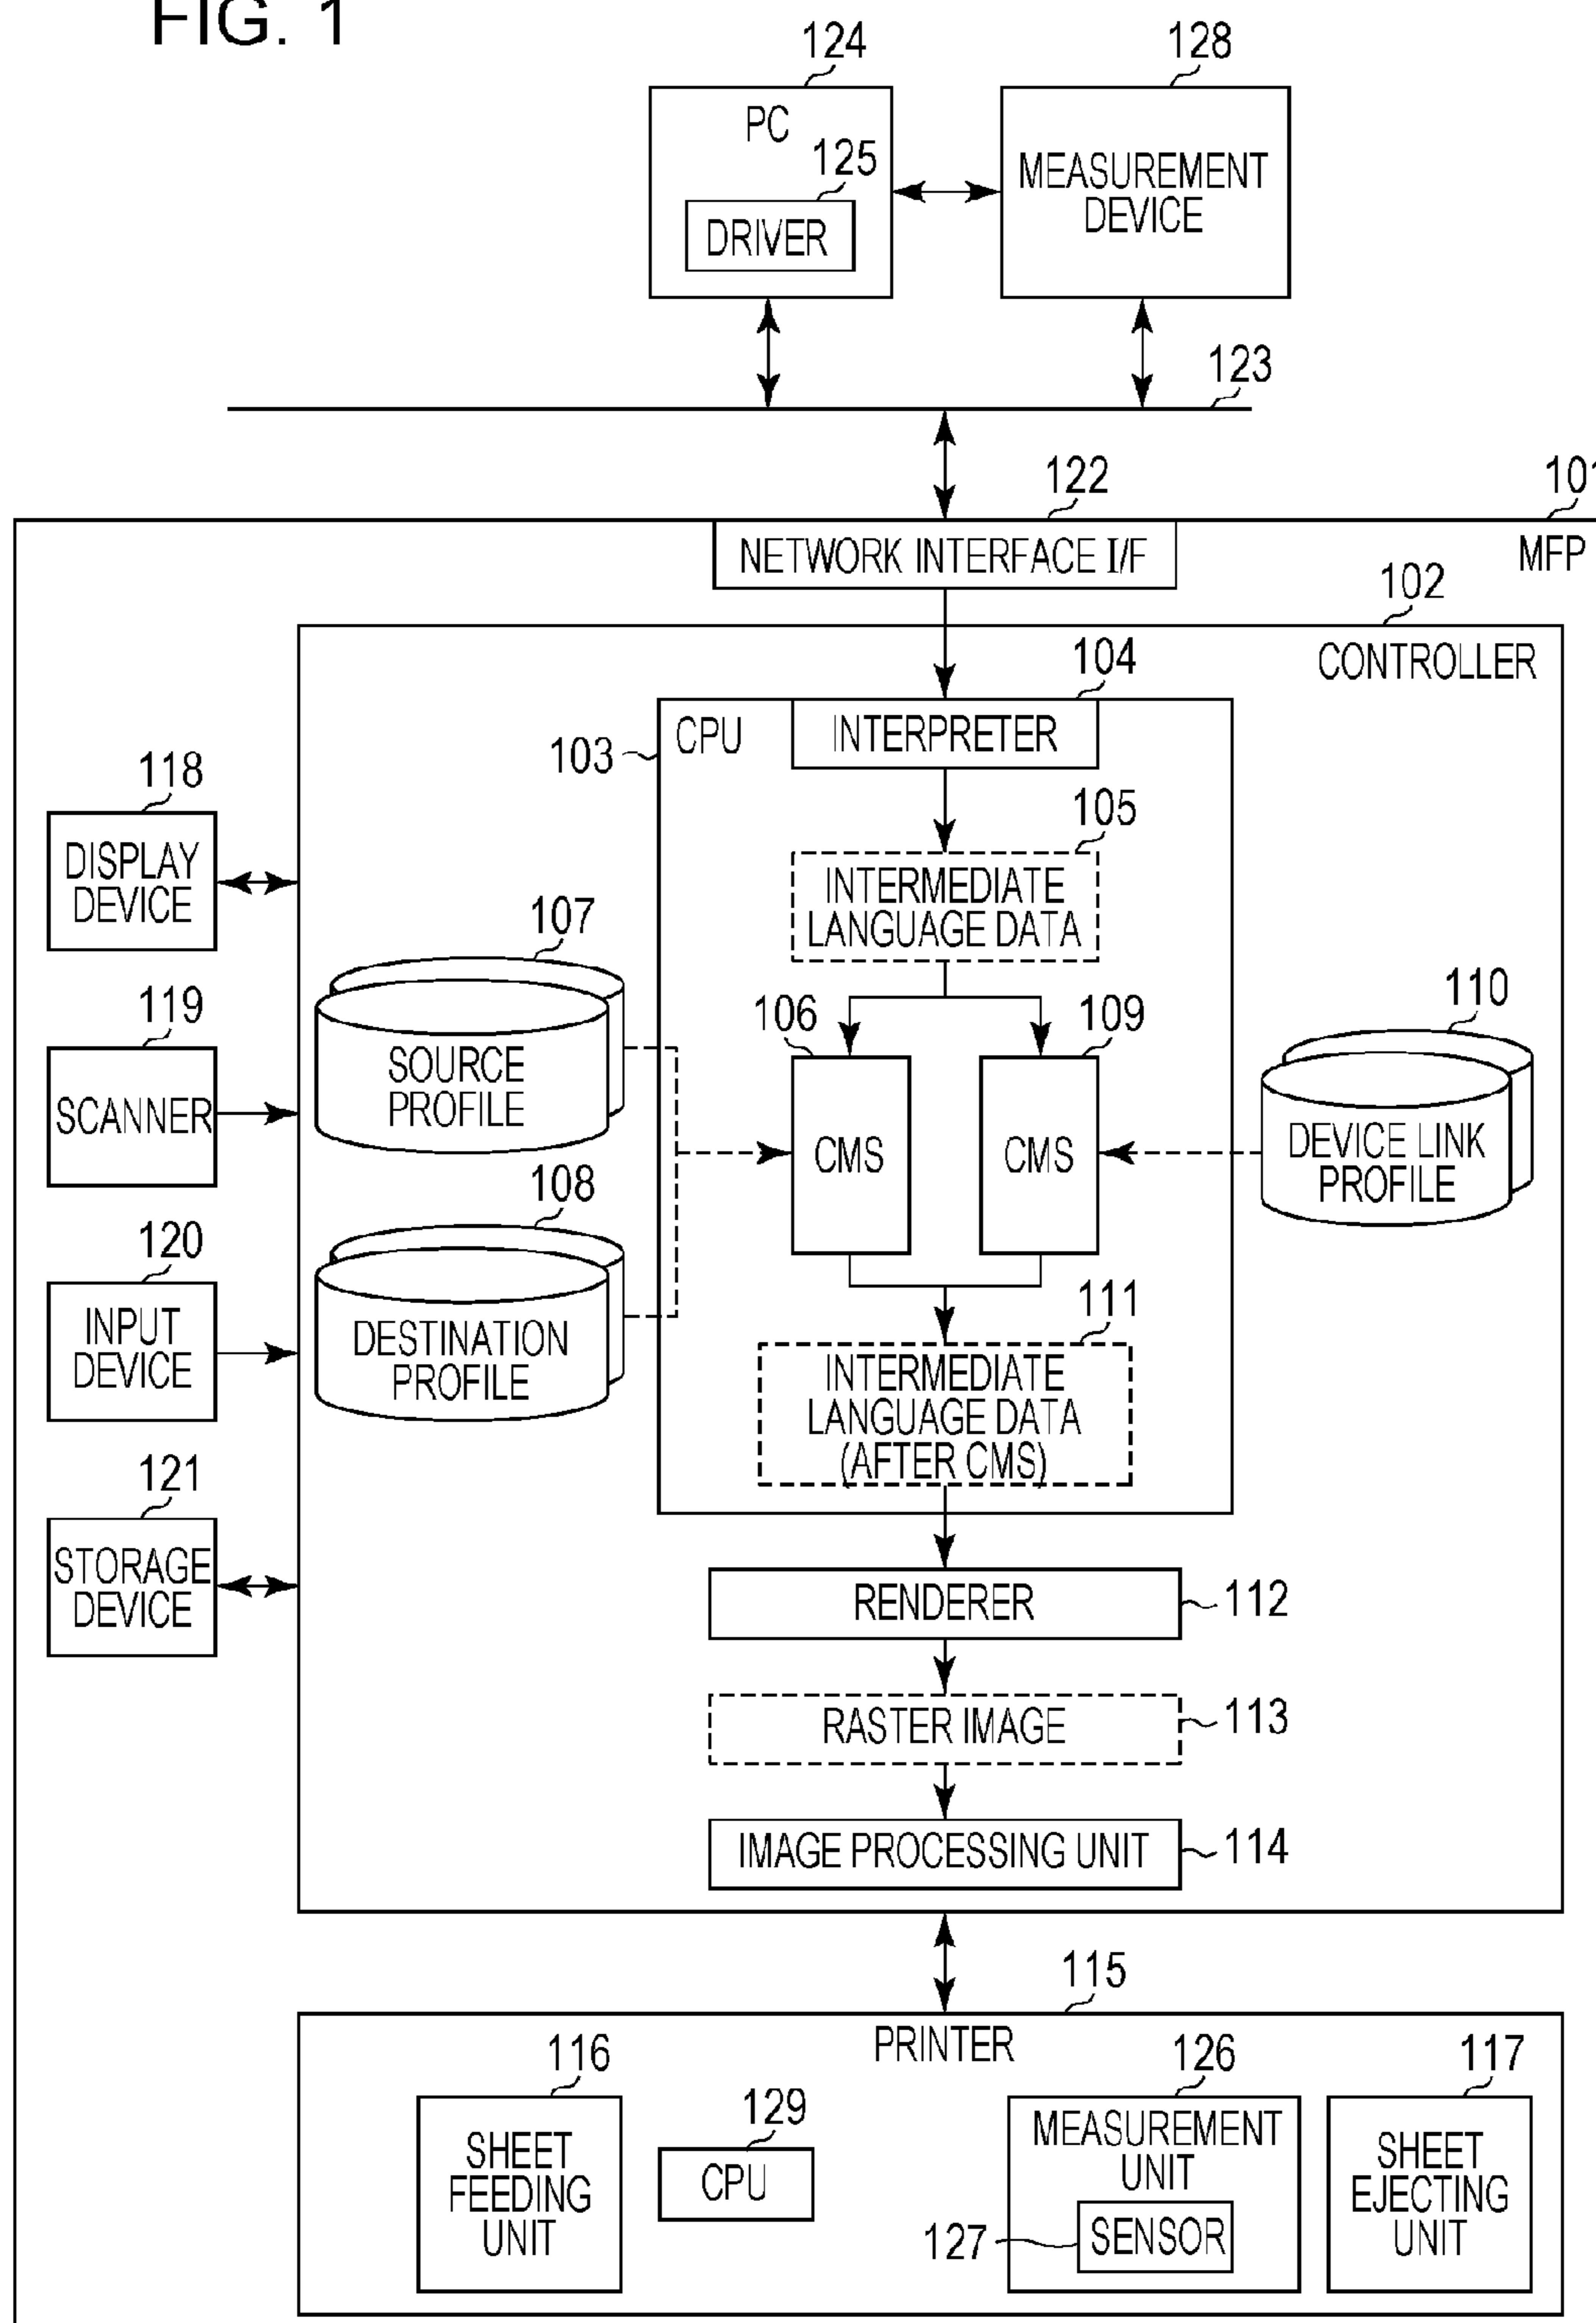 FIG. 1
124
128
PC
125
DRIVER
MEASUREMENT
DEVICE
123
122
101
NETWORK INTERFACE I/F
MFP
102
CONTROLLER
104
103
CPU
INTERPRETER
118
DISPLAY
DEVICE
105
INTERMEDIATE
LANGUAGE DATA
107
SOURCE
PROFILE
106
109
110
119
SCANNER
CMS
CMS
DEVICE LINK
PROFILE
108
DESTINATION
PROFILE
120
INPUT
DEVICE
111
INTERMEDIATE
LANGUAGE DATA
(AFTER CMS)
121
STORAGE
DEVICE
RENDERER
112
RASTER IMAGE
113
IMAGE PROCESSING UNIT
114
115
PRINTER
116
SHEET
FEEDING
UNIT
129
CPU
126
MEASUREMENT
UNIT
127
SENSOR
117
SHEET
EJECTING
UNIT